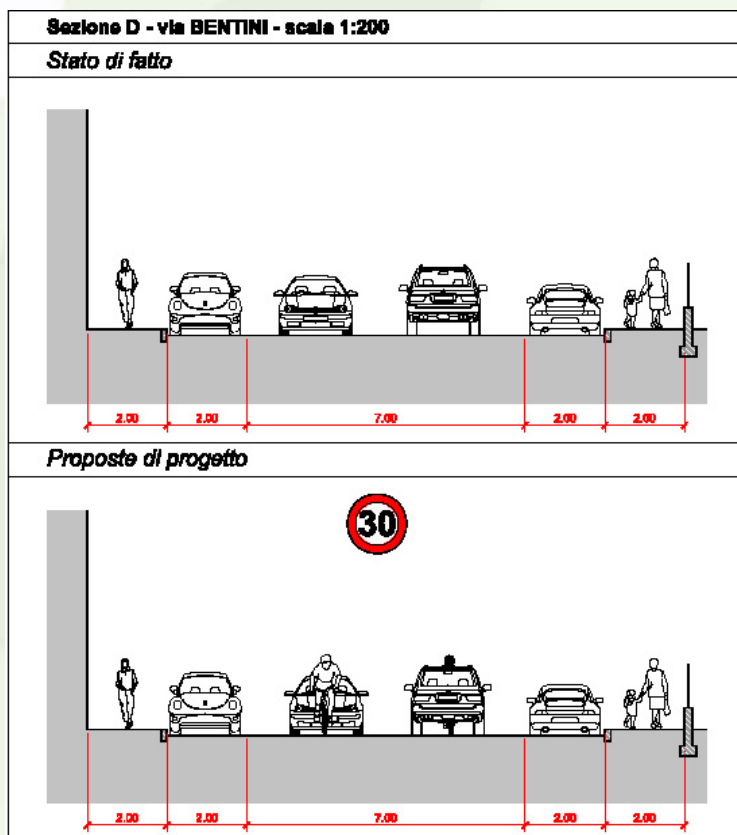 Sezione D - via BENTINI - scala 1:200
Stato di fatto
2.00 2.00 7.00 2.00 2.00
Proposte di progetto
30
2.00 2.00 7.00 2.00 2.00